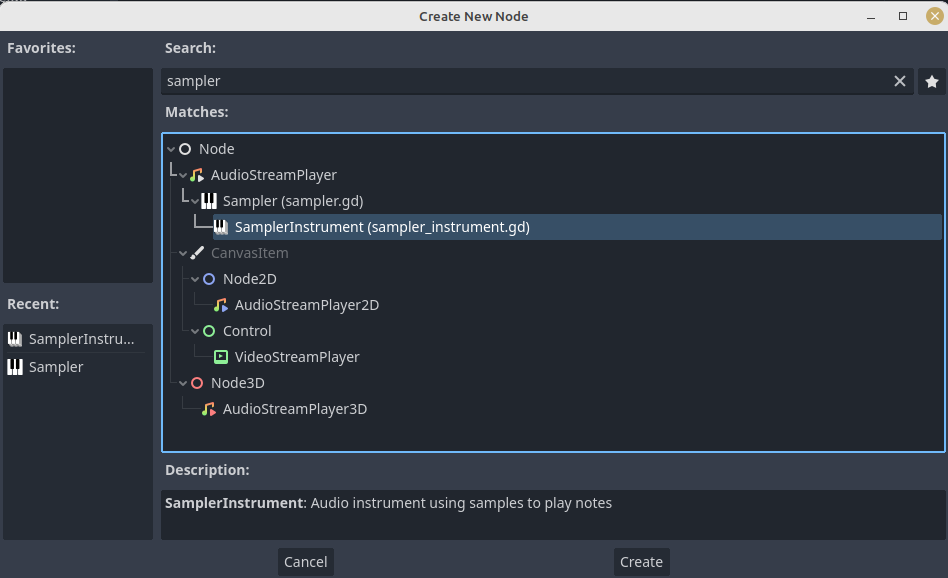 Create New Node
Favorites:
Search:
sampler
Matches:
Node
AudioStreamPlayer
Sampler (sampler.gd)
SamplerInstrument (sampler_instrument.gd)
CanvasItem
Node2D
AudioStreamPlayer2D
Control
VideoStreamPlayer
Node3D
AudioStreamPlayer3D
Recent:
SamplerInstru...
Sampler
Description:
SamplerInstrument: Audio instrument using samples to play notes
Cancel
Create